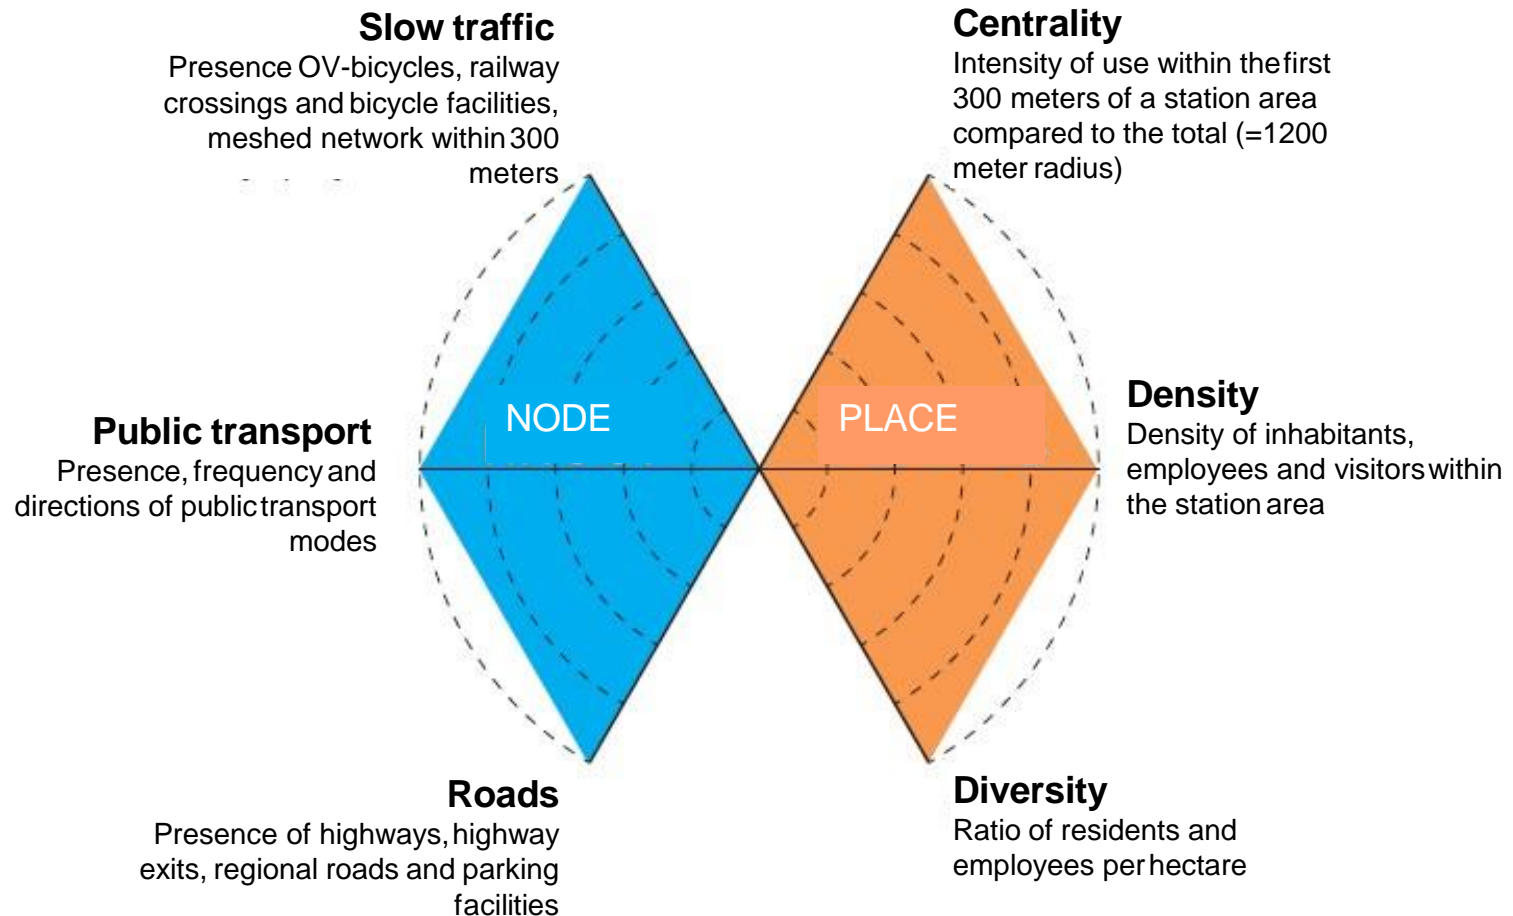 Slow traffic
Presence OV-bicycles, railway
crossings and bicycle facilities,
meshed network within 300
meters
Centrality
Intensity of use within the first
300 meters of a station area
compared to the total (=1200
meter radius)
NODE
PLACE
Public transport
Presence, frequency and
directions of public transport
modes
Density
Density of inhabitants,
employees and visitors within
the station area
Roads
Presence of highways, highway
exits, regional roads and parking
facilities
Diversity
Ratio of residents and
employees per hectare